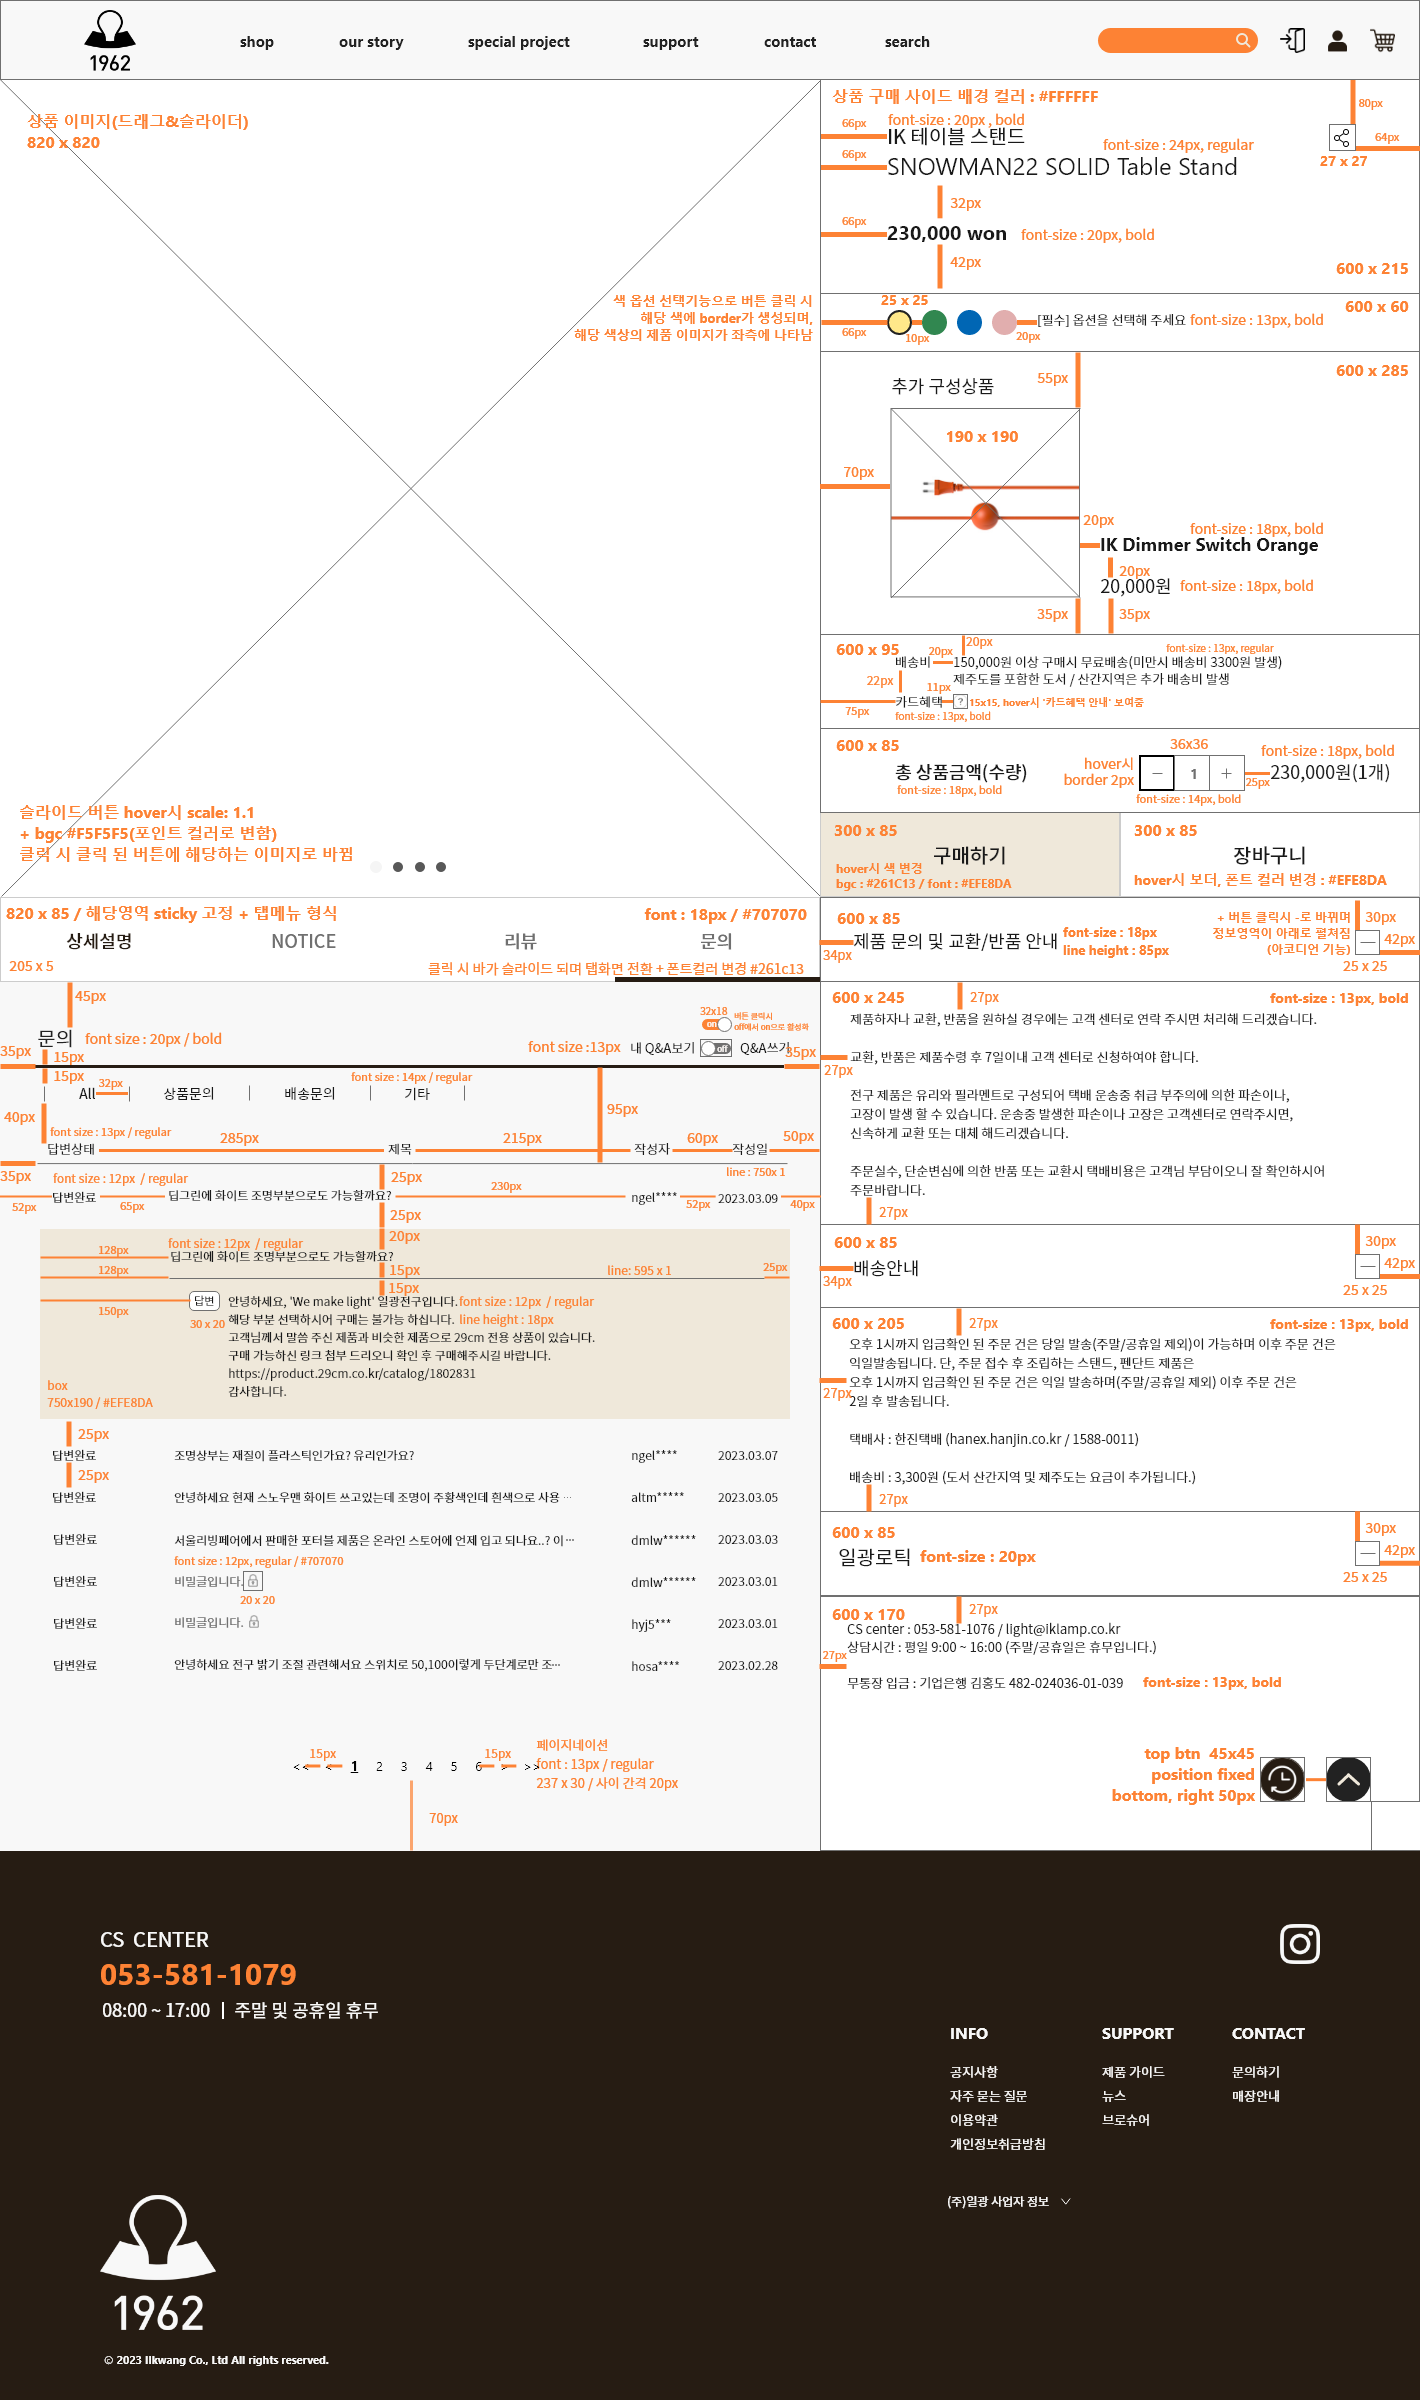 1962
shop
our story
special project
support
contact
search
상품 이미지(드래그&슬라이더)
820 x 820
색 옵션 선택기능으로 버튼 클릭 시
해당 색에 border가 생성되며,
해당 색상의 제품 이미지가 좌측에 나타남
슬라이드 버튼 hover시 scale: 1.1
+ bgc #F5F5F5(포인트 컬러로 변함)
클릭 시 클릭 된 버튼에 해당하는 이미지로 바뀜
상품 구매 사이드 배경 컬러 : #FFFFFF
80px
font-size : 20px , bold
66px
IK 테이블 스탠드
64px
font-size : 24px, regular
66px
27 x 27
SNOWMAN22 SOLID Table Stand
32px
66px
230,000 won
font-size : 20px, bold
42px
600 x 215
25 x 25
600 x 60
[필수] 옵션을 선택해 주세요
font-size : 13px, bold
66px
10px
20px
600 x 285
추가 구성상품
55px
190 x 190
70px
20px
font-size : 18px, bold
IK Dimmer Switch Orange
20px
20,000원
font-size : 18px, bold
35px
35px
600 x 95
20px
20px
font-size : 13px, regular
배송비
150,000원 이상 구매시 무료배송(미만시 배송비 3300원 발생)
22px
제주도를 포함한 도서 / 산간지역은 추가 배송비 발생
11px
카드혜택
?
15x15, hover시 '카드혜택 안내' 보여줌
75px
font-size : 13px, bold
600 x 85
36x36
font-size : 18px, bold
총 상품금액(수량)
hover시
border 2px
1
230,000원(1개)
25px
font-size : 18px, bold
font-size : 14px, bold
300 x 85
구매하기
hover시 색 변경
bgc : #261C13 / font : #EFE8DA
300 x 85
장바구니
hover시 보더, 폰트 컬러 변경 : #EFE8DA
820 x 85 / 해당영역 sticky 고정 + 탭메뉴 형식
font : 18px / #707070
상세설명
NOTICE
리뷰
문의
205 x 5
클릭 시 바가 슬라이드 되며 탭화면 전환 + 폰트컬러 변경 #261c13
45px
문의
font size : 20px / bold
32x18
on
버튼 클릭시
off에서 on으로 활성화
font size :13px
내 Q&A보기
off
Q&A쓰기
35px
35px
15px
15px
32px
font size : 14px / regular
All
상품문의
배송문의
기타
40px
95px
font size : 13px / regular
285px
215px
60px
50px
답변상태
제목
작성자
작성일
35px
font size : 12px / regular
25px
line : 750x 1
230px
답변완료
딥그린에 화이트 조명부분으로도 가능할까요?
ngel****
2023.03.09
52px
65px
52px
40px
25px
20px
font size : 12px / regular
128px
딥그린에 화이트 조명부분으로도 가능할까요?
128px
15px
line: 595 x 1
25px
15px
150px
답변
30 x 20
안녕하세요, 'We make light' 일광전구입니다.
font size : 12px / regular
해당 부분 선택하시어 구매는 불가능 하십니다.
line height : 18px
고객님께서 말씀 주신 제품과 비슷한 제품으로 29cm 전용 상품이 있습니다.
구매 가능하신 링크 첨부 드리오니 확인 후 구매해주시길 바랍니다.
https://product.29cm.co.kr/catalog/1802831
감사합니다.
box
750x190 / #EFE8DA
25px
답변완료
조명상부는 재질이 플라스틱인가요? 유리인가요?
ngel****
2023.03.07
25px
답변완료
안녕하세요 현재 스노우맨 화이트 쓰고있는데 조명이 주황색인데 흰색으로 사용 ···
altm*****
2023.03.05
답변완료
서울리빙페어에서 판매한 포터블 제품은 온라인 스토어에 언제 입고 되나요..? 이···
dmlw******
2023.03.03
font size : 12px, regular / #707070
답변완료
비밀글입니다.
dmlw******
2023.03.01
20 x 20
답변완료
비밀글입니다.
hyj5***
2023.03.01
답변완료
안녕하세요 전구 밝기 조절 관련해서요 스위치로 50,100이렇게 두단계로만 조···
hosa****
2023.02.28
15px
15px
<< < 1 2 3 4 5 6 > >>
페이지네이션
font : 13px / regular
237 x 30 / 사이 간격 20px
70px
600 x 85
+ 버튼 클릭시 -로 바뀌며
정보영역이 아래로 펼쳐짐
(아코디언 기능)
30px
34px
제품 문의 및 교환/반품 안내
font-size : 18px
line height : 85px
42px
25 x 25
600 x 245
27px
font-size : 13px, bold
제품하자나 교환, 반품을 원하실 경우에는 고객 센터로 연락 주시면 처리해 드리겠습니다.
27px
교환, 반품은 제품수령 후 7일이내 고객 센터로 신청하여야 합니다.
전구 제품은 유리와 필라멘트로 구성되어 택배 운송중 취급 부주의에 의한 파손이나,
고장이 발생 할 수 있습니다. 운송중 발생한 파손이나 고장은 고객센터로 연락주시면,
신속하게 교환 또는 대체 해드리겠습니다.
주문실수, 단순변심에 의한 반품 또는 교환시 택배비용은 고객님 부담이오니 잘 확인하시어
주문바랍니다.
27px
600 x 85
30px
34px
배송안내
42px
25 x 25
600 x 205
27px
font-size : 13px, bold
오후 1시까지 입금확인 된 주문 건은 당일 발송(주말/공휴일 제외)이 가능하며 이후 주문 건은
익일발송됩니다. 단, 주문 접수 후 조립하는 스탠드, 펜던트 제품은
오후 1시까지 입금확인 된 주문 건은 익일 발송하며(주말/공휴일 제외) 이후 주문 건은
27px
2일 후 발송됩니다.
택배사 : 한진택배 (hanex.hanjin.co.kr / 1588-0011)
배송비 : 3,300원 (도서 산간지역 및 제주도는 요금이 추가됩니다.)
27px
600 x 85
30px
일광로틱
font-size : 20px
42px
25 x 25
600 x 170
27px
CS center : 053-581-1076 / light@iklamp.co.kr
상담시간 : 평일 9:00 ~ 16:00 (주말/공휴일은 휴무입니다.)
27px
무통장 입금 : 기업은행 김홍도 482-024036-01-039
font-size : 13px, bold
top btn 45x45
position fixed
bottom, right 50px
CS CENTER
053-581-1079
08:00 ~ 17:00 | 주말 및 공휴일 휴무
INFO
공지사항
자주 묻는 질문
이용약관
개인정보취급방침
SUPPORT
제품 가이드
뉴스
브로슈어
CONTACT
문의하기
매장안내
(주)일광 사업자 정보
1962
© 2023 IIkwang Co., Ltd All rights reserved.